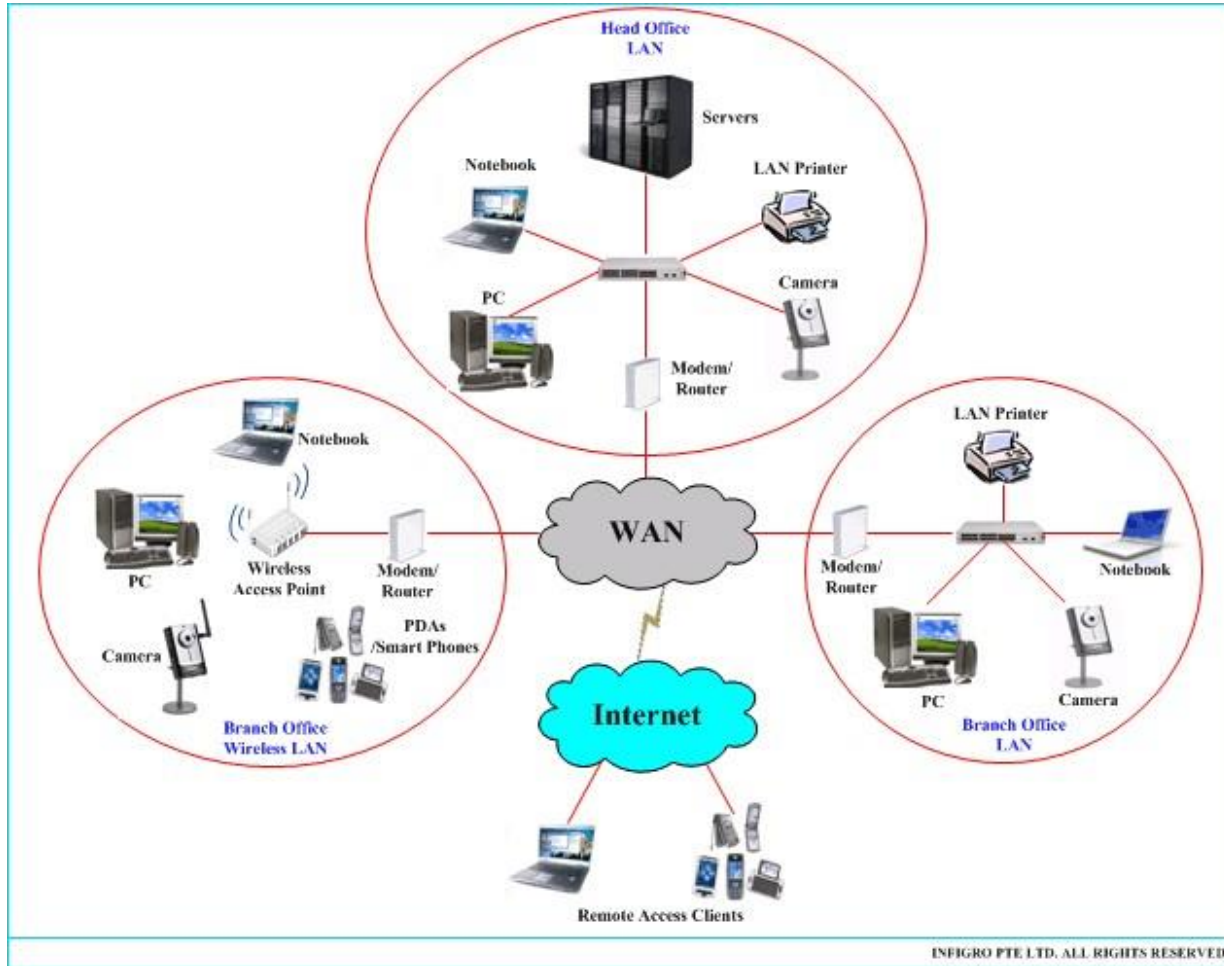 Head Office
LAN
Servers
Notebook
LAN Printer
Camera
PC
Modem/
Router
LAN Printer
Notebook
WAN
PC
Wireless
Access Point
Modem/
Router
Modem/
Router
Notebook
PDAs
/Smart Phones
Camera
PC
Camera
Internet
Branch Office
Wireless LAN
Branch Office
LAN
Remote Access Clients
INFIGRO PTE LTD. ALL RIGHTS RESERVED